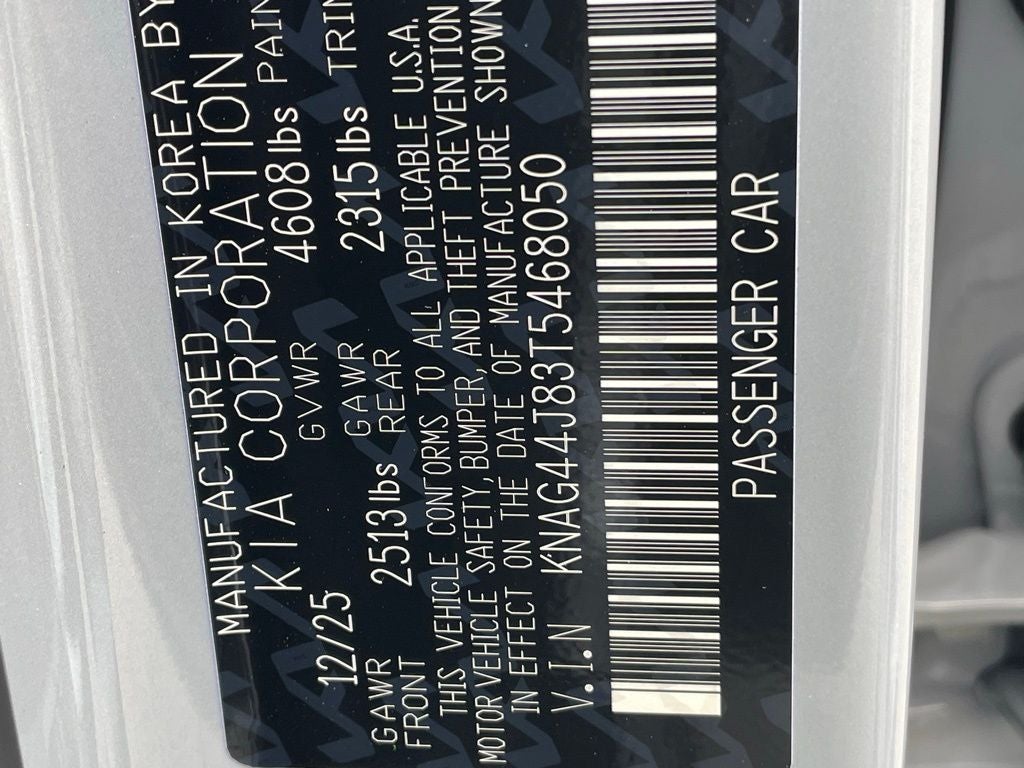 MANUFACTURED IN KOREA BY
KIA CORPORATION
12/25 GVWR 4608lbs PAIN
GAWR FRONT 2513lbs GAWR REAR 2315lbs TRI
THIS VEHICLE CONFORMS TO ALL APPLICABLE U.S.A.
MOTOR VEHICLE SAFETY, BUMPER, AND THEFT PREVENTION
IN EFFECT ON THE DATE OF MANUFACTURE SHOWN
V.I.N KNAG44J83T5468050
PASSENGER CAR